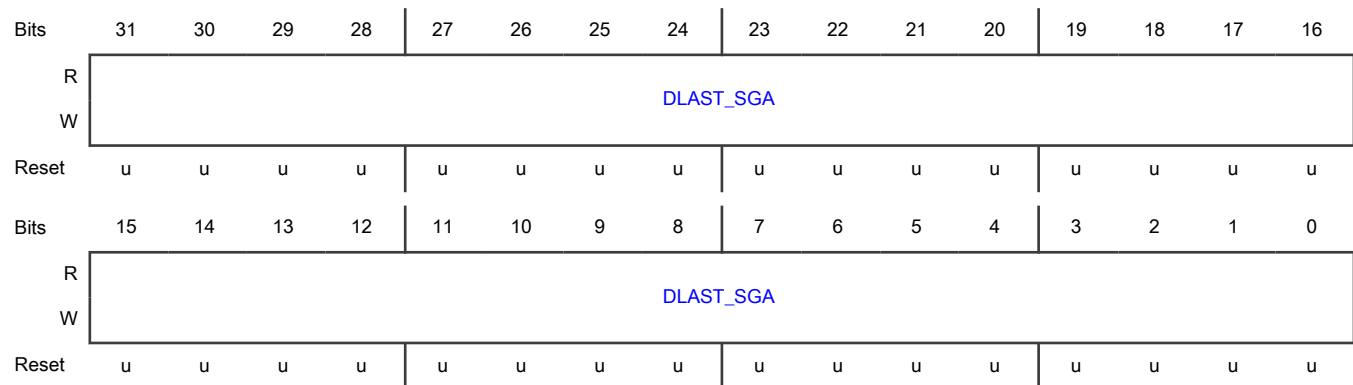 Bits 31 30 29 28 27 26 25 24 23 22 21 20 19 18 17 16
R
DLAST_SGA
W
Reset u u u u u u u u u u u u u u u u
Bits 15 14 13 12 11 10 9 8 7 6 5 4 3 2 1 0
R
DLAST_SGA
W
Reset u u u u u u u u u u u u u u u u